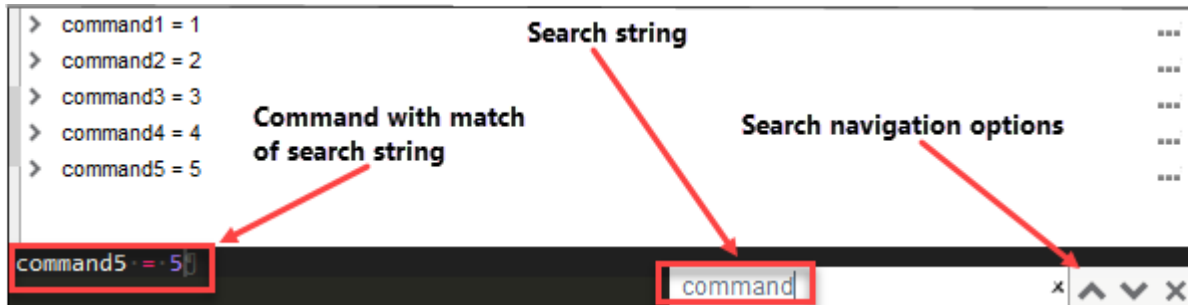 > command1 = 1
> command2 = 2
> command3 = 3
> command4 = 4
> command5 = 5
Search string
Command with match
of search string
Search navigation options
command5 = 5
command